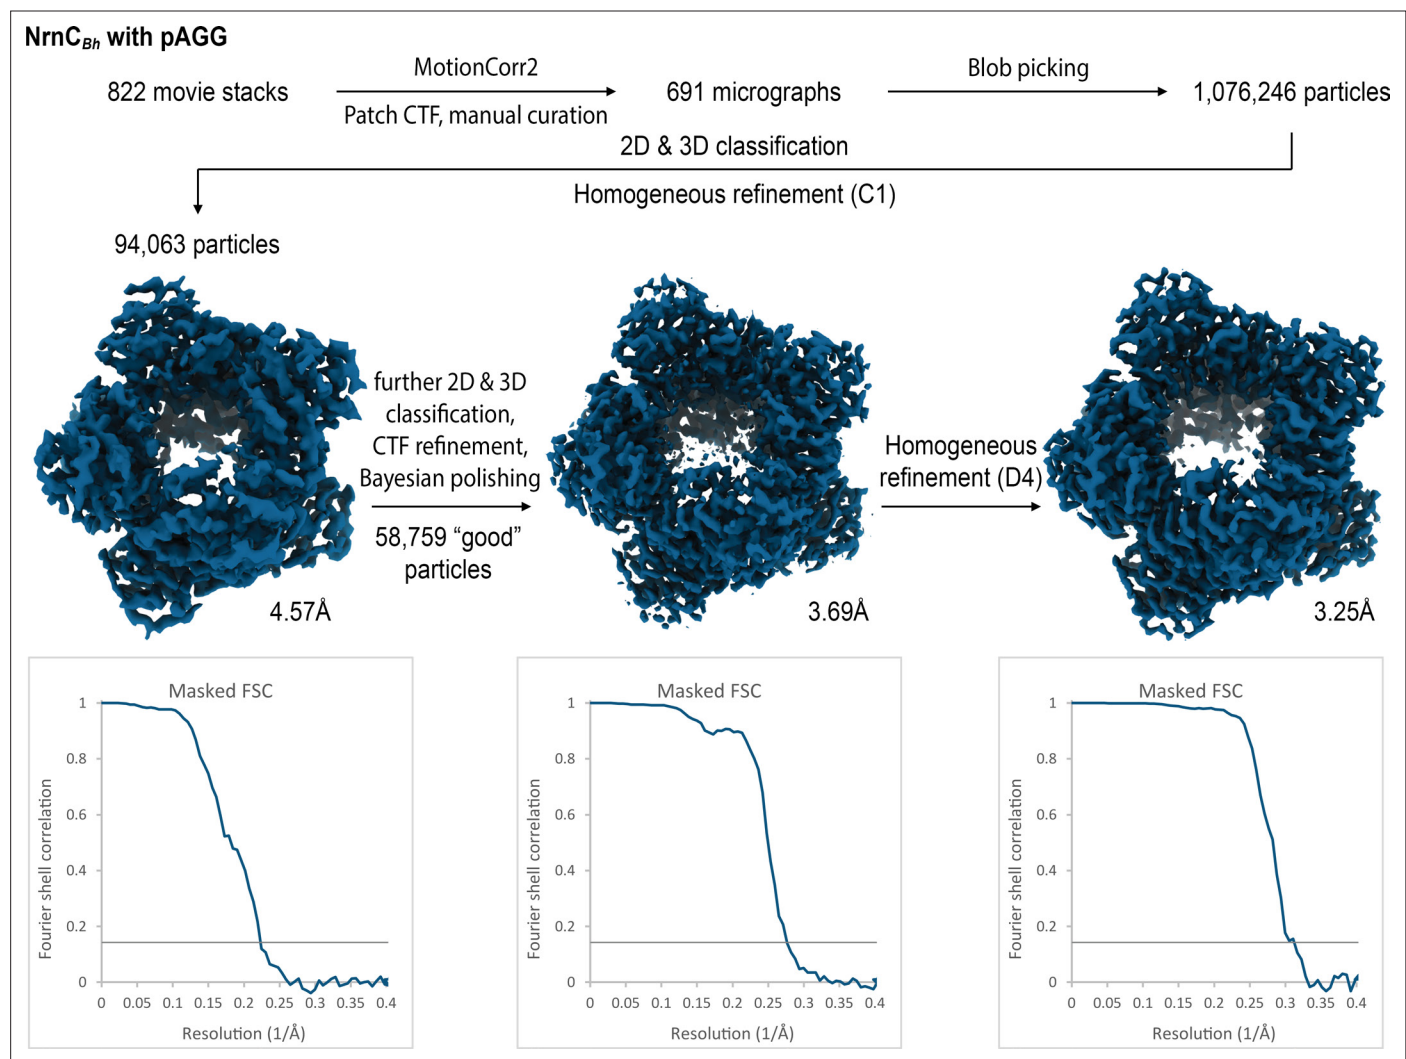 NrnCBh with pAGG
822 movie stacks
MotionCorr2
Patch CTF, manual curation
691 micrographs
Blob picking
1,076,246 particles
2D & 3D classification
Homogeneous refinement (C1)
94,063 particles
further 2D & 3D
classification,
CTF refinement,
Bayesian polishing
58,759 “good”
particles
Homogeneous
refinement (D4)
4.57Å
3.69Å
3.25Å
Masked FSC
1
0.8
0.6
0.4
0.2
0
Fourier shell correlation
0 0.05 0.1 0.15 0.2 0.25 0.3 0.35 0.4
Resolution (1/Å)
Masked FSC
1
0.8
0.6
0.4
0.2
0
Fourier shell correlation
0 0.05 0.1 0.15 0.2 0.25 0.3 0.35 0.4
Resolution (1/Å)
Masked FSC
1
0.8
0.6
0.4
0.2
0
Fourier shell correlation
0 0.05 0.1 0.15 0.2 0.25 0.3 0.35 0.4
Resolution (1/Å)